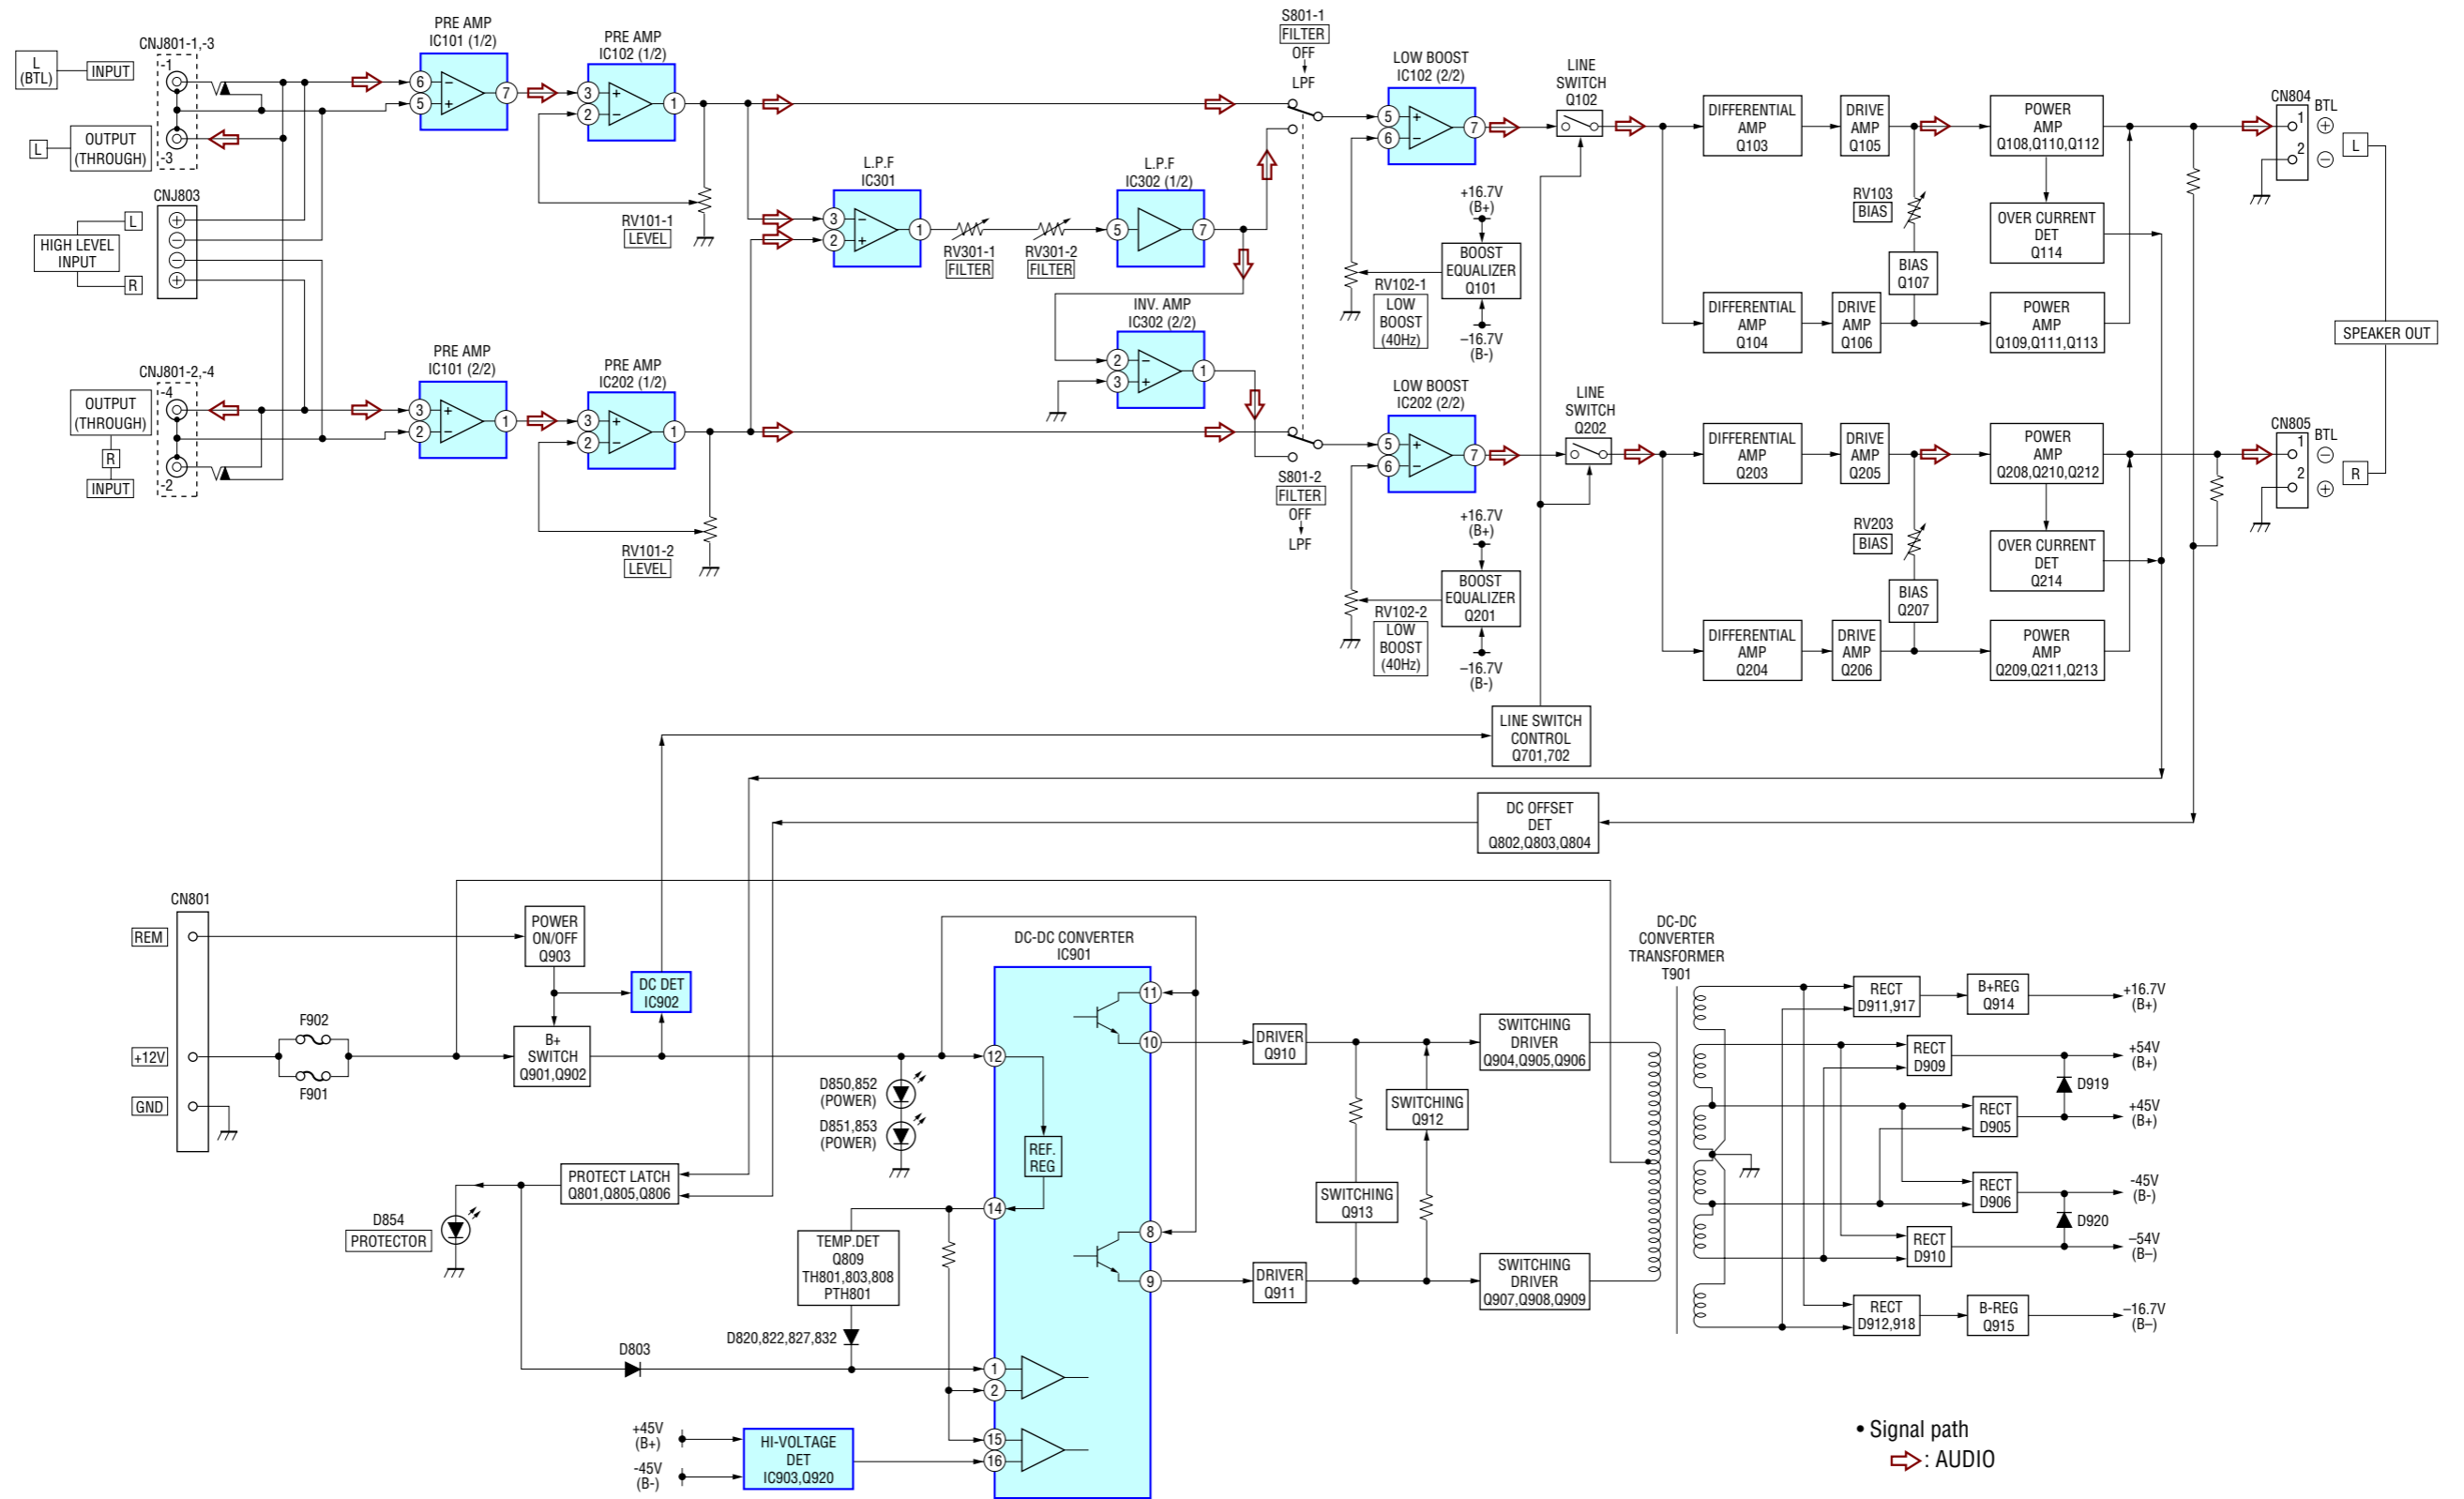 CNJ801-1,-3
L
(BTL)
INPUT
-1
OUTPUT
(THROUGH)
L
-3
PRE AMP
IC101 (1/2)
6
−
5
+
7
PRE AMP
IC102 (1/2)
3
+
2
−
1
RV101-1
LEVEL
CNJ803
L
HIGH LEVEL
INPUT
R
+
−
−
+
L.P.F
IC301
3
−
2
+
1
RV301-1
FILTER
RV301-2
FILTER
L.P.F
IC302 (1/2)
5
7
INV. AMP
IC302 (2/2)
2
−
3
+
1
S801-1
FILTER
OFF
LPF
LOW BOOST
IC102 (2/2)
5
+
6
−
7
LINE
SWITCH
Q102
+16.7V
(B+)
BOOST
EQUALIZER
Q101
–16.7V
(B-)
RV102-1
LOW
BOOST
(40Hz)
DIFFERENTIAL
AMP
Q103
DRIVE
AMP
Q105
POWER
AMP
Q108,Q110,Q112
RV103
BIAS
BIAS
Q107
OVER CURRENT
DET
Q114
DIFFERENTIAL
AMP
Q104
DRIVE
AMP
Q106
POWER
AMP
Q109,Q111,Q113
CN804
BTL
1
+
2
−
L
SPEAKER OUT
CNJ801-2,-4
OUTPUT
(THROUGH)
-4
R
INPUT
-2
PRE AMP
IC101 (2/2)
3
+
2
−
1
PRE AMP
IC202 (1/2)
3
+
2
−
1
RV101-2
LEVEL
S801-2
FILTER
OFF
LPF
LOW BOOST
IC202 (2/2)
5
+
6
−
7
LINE
SWITCH
Q202
+16.7V
(B+)
BOOST
EQUALIZER
Q201
–16.7V
(B-)
RV102-2
LOW
BOOST
(40Hz)
DIFFERENTIAL
AMP
Q203
DRIVE
AMP
Q205
POWER
AMP
Q208,Q210,Q212
RV203
BIAS
BIAS
Q207
OVER CURRENT
DET
Q214
DIFFERENTIAL
AMP
Q204
DRIVE
AMP
Q206
POWER
AMP
Q209,Q211,Q213
CN805
BTL
1
−
2
+
R
LINE SWITCH
CONTROL
Q701,702
DC OFFSET
DET
Q802,Q803,Q804
CN801
REM
+12V
GND
F902
F901
POWER
ON/OFF
Q903
B+
SWITCH
Q901,Q902
DC DET
IC902
D850,852
(POWER)
D851,853
(POWER)
PROTECT LATCH
Q801,Q805,Q806
D854
PROTECTOR
TEMP.DET
Q809
TH801,803,808
PTH801
D820,822,827,832
D803
+45V
(B+)
-45V
(B-)
HI-VOLTAGE
DET
IC903,Q920
DC-DC CONVERTER
IC901
11
10
12
REF.
REG
14
8
9
1
2
15
16
DRIVER
Q910
DRIVER
Q911
SWITCHING
Q912
SWITCHING
Q913
SWITCHING
DRIVER
Q904,Q905,Q906
SWITCHING
DRIVER
Q907,Q908,Q909
DC-DC
CONVERTER
TRANSFORMER
T901
RECT
D911,917
B+REG
Q914
+16.7V
(B+)
RECT
D909
+54V
(B+)
D919
RECT
D905
+45V
(B+)
RECT
D906
-45V
(B-)
D920
RECT
D910
–54V
(B–)
RECT
D912,918
B-REG
Q915
–16.7V
(B–)
• Signal path
: AUDIO